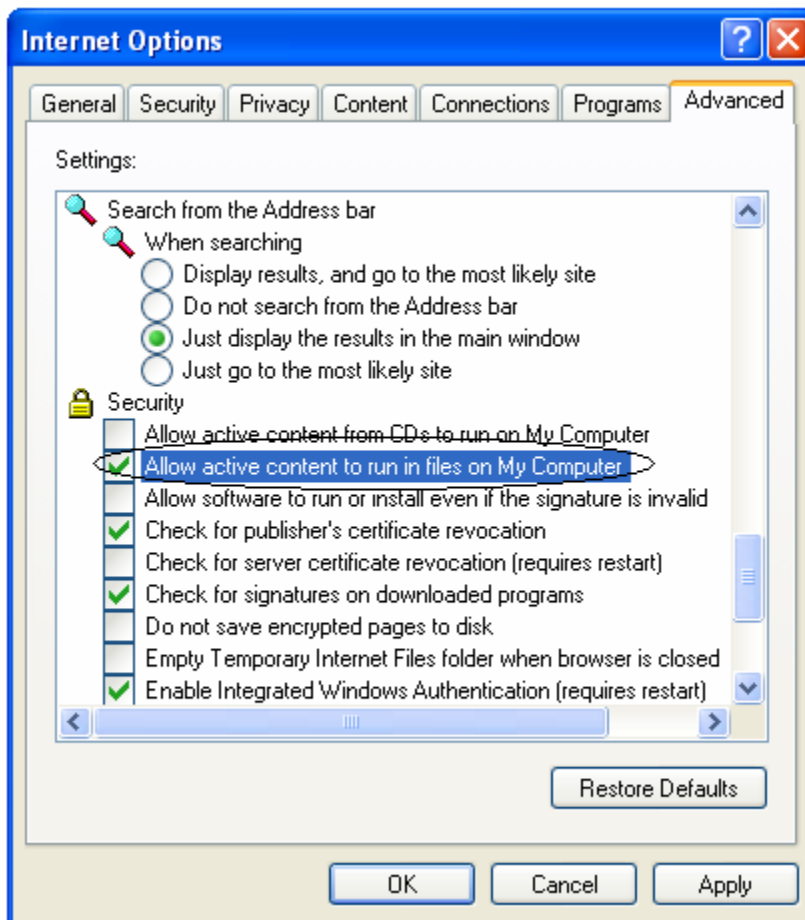 Internet Options
General Security Privacy Content Connections Programs Advanced
Settings:
Search from the Address bar
When searching
Display results, and go to the most likely site
Do not search from the Address bar
Just display the results in the main window
Just go to the most likely site
Security
Allow active content from CDs to run on My Computer
Allow active content to run in files on My Computer
Allow software to run or install even if the signature is invalid
Check for publisher's certificate revocation
Check for server certificate revocation (requires restart)
Check for signatures on downloaded programs
Do not save encrypted pages to disk
Empty Temporary Internet Files folder when browser is closed
Enable Integrated Windows Authentication (requires restart)
Restore Defaults
OK Cancel Apply